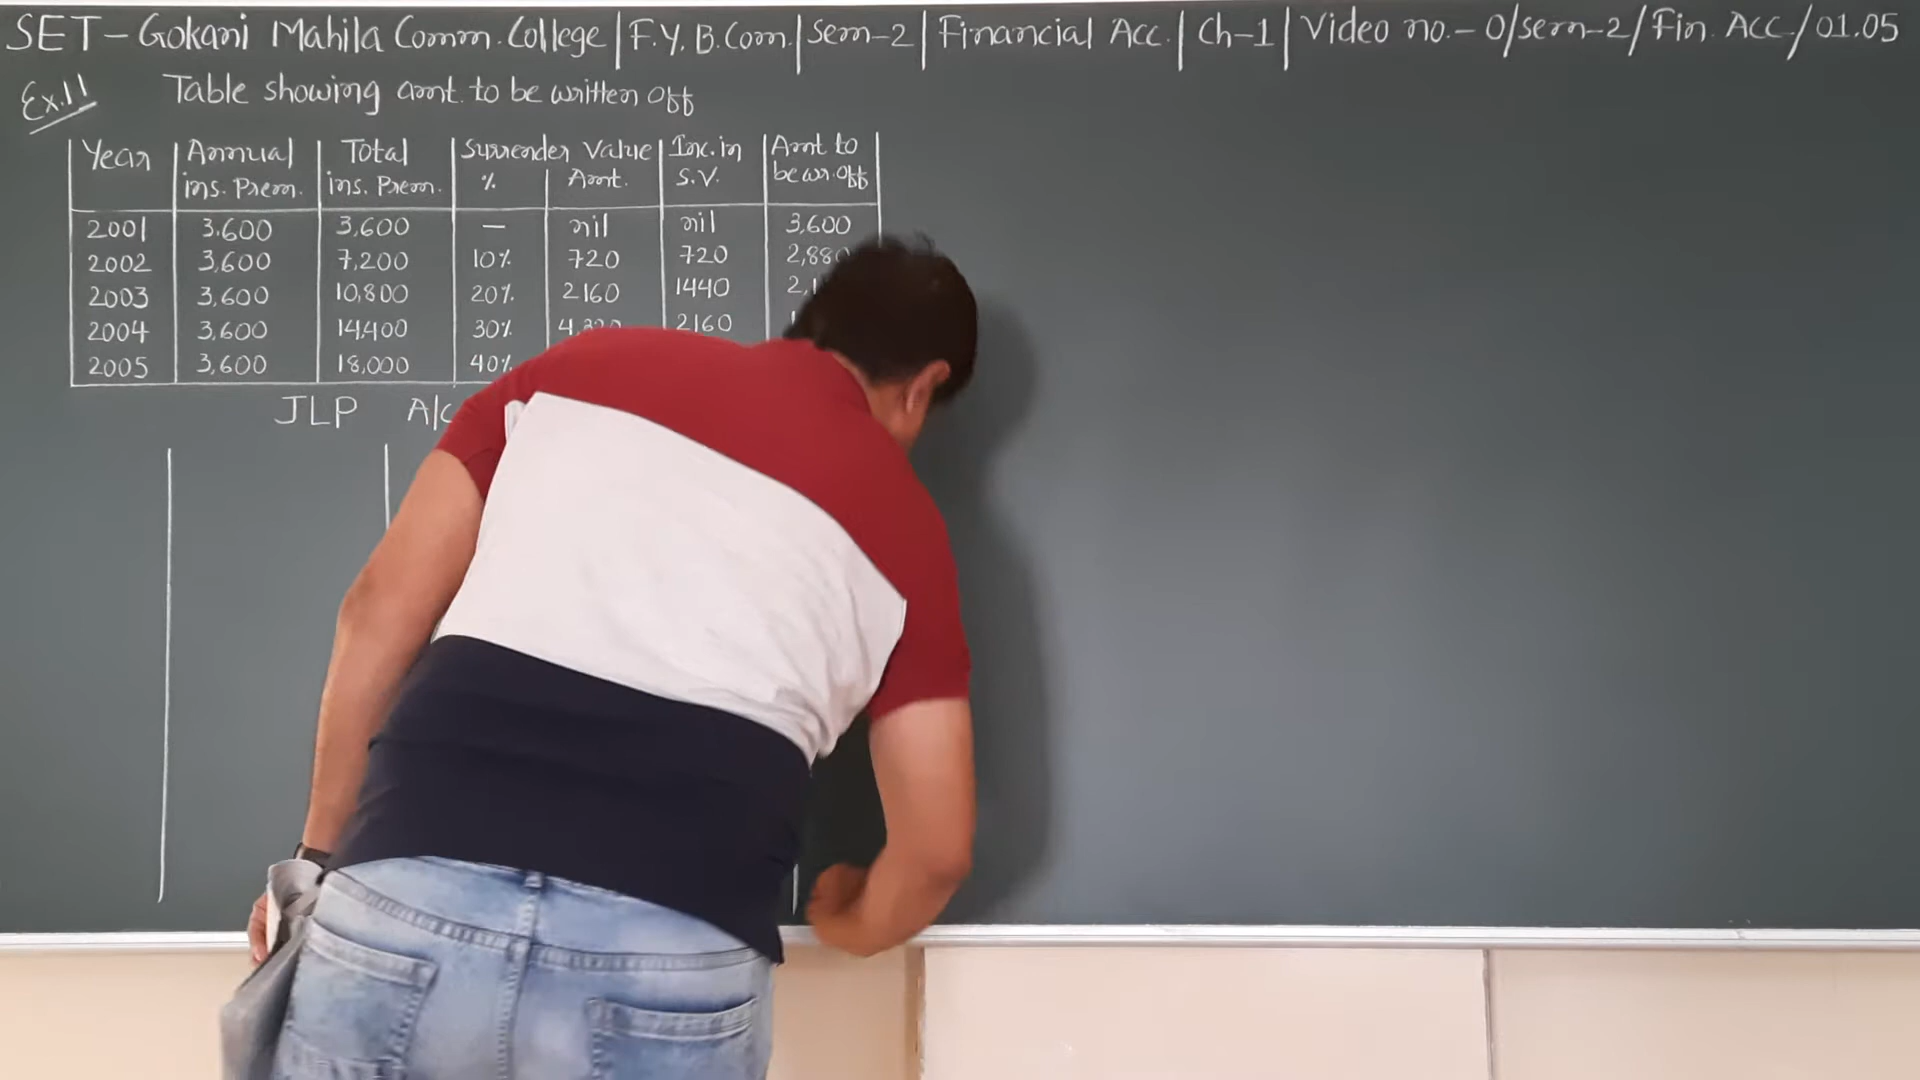 SET - Gokani Mahila Comm. College | F.Y. B.Com. | Sem-2 | Financial Acc. | Ch-1 | Video no. - 0/sem-2/Fin. Acc./01.05
Ex.11 Table showing amt. to be written off
Year | Annual ins. Prem. | Total ins. Prem. | Surrender Value % | Amt. | Inc. in S.V. | Amt to be wr. off
2001 | 3,600 | 3,600 | — | nil | nil | 3,600
2002 | 3,600 | 7,200 | 10% | 720 | 720 | 2,880
2003 | 3,600 | 10,800 | 20% | 2160 | 1440
2004 | 3,600 | 14,400 | 30% | 2160
2005 | 3,600 | 18,000 | 40%
JLP A/c